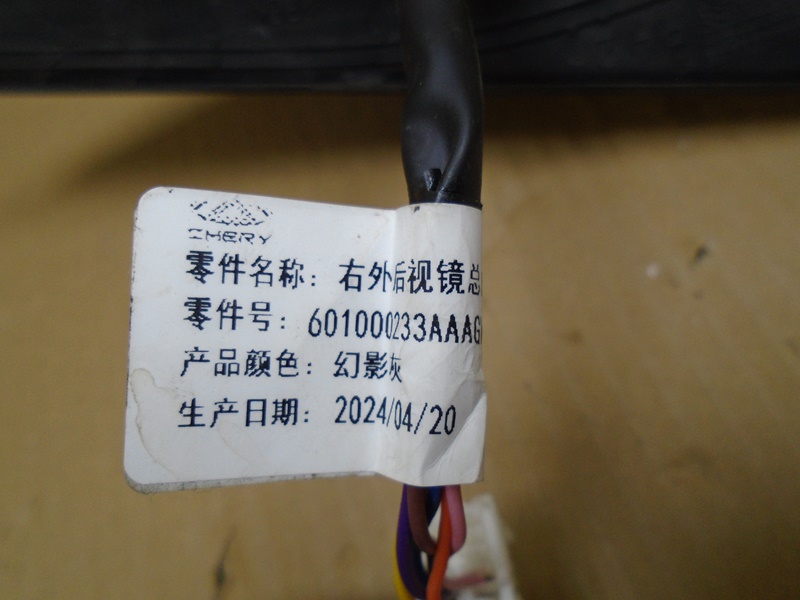 CHERY
零件名称：右外后视镜总
零件号：601000233AAAG
产品颜色：幻影灰
生产日期：2024/04/20